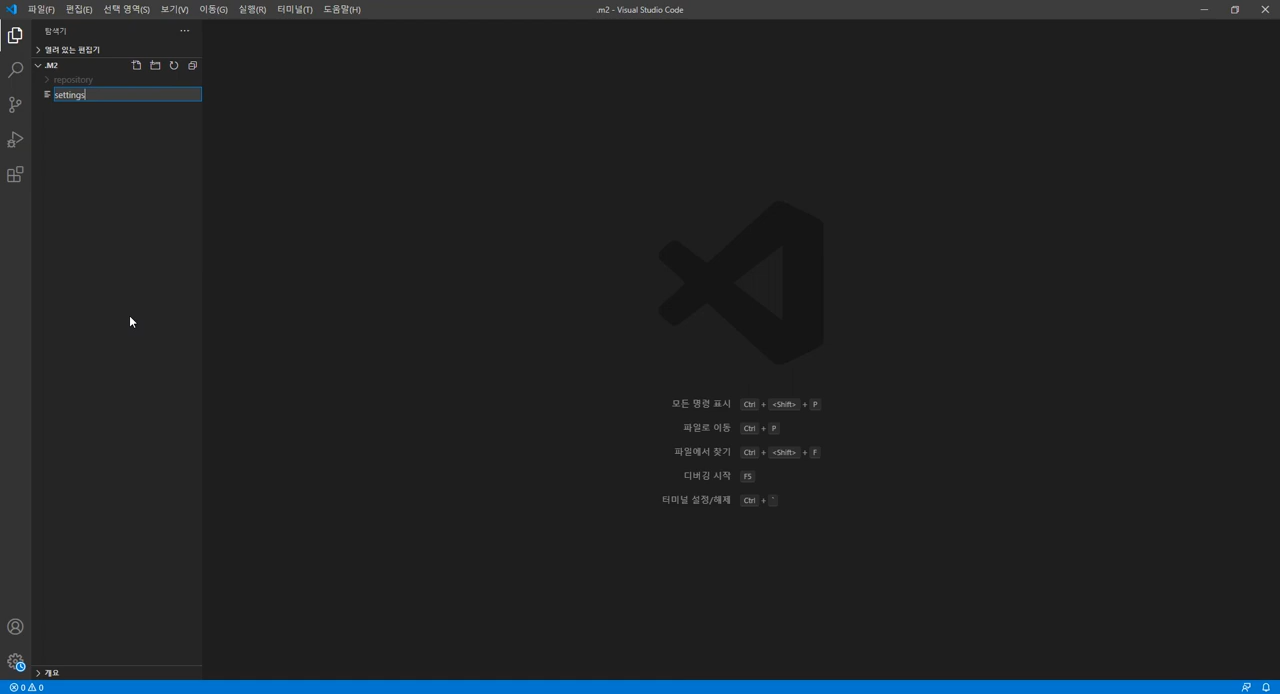 파일(F) 편집(E) 선택 영역(S) 보기(V) 이동(G) 실행(R) 터미널(T) 도움말(H) .m2 - Visual Studio Code
탐색기
열려 있는 편집기
.M2
repository
settings
모든 명령 표시 Ctrl + <Shift> + P
파일로 이동 Ctrl + P
파일에서 찾기 Ctrl + <Shift> + F
디버깅 시작 F5
터미널 설정/해제 Ctrl + `
개요
0 0